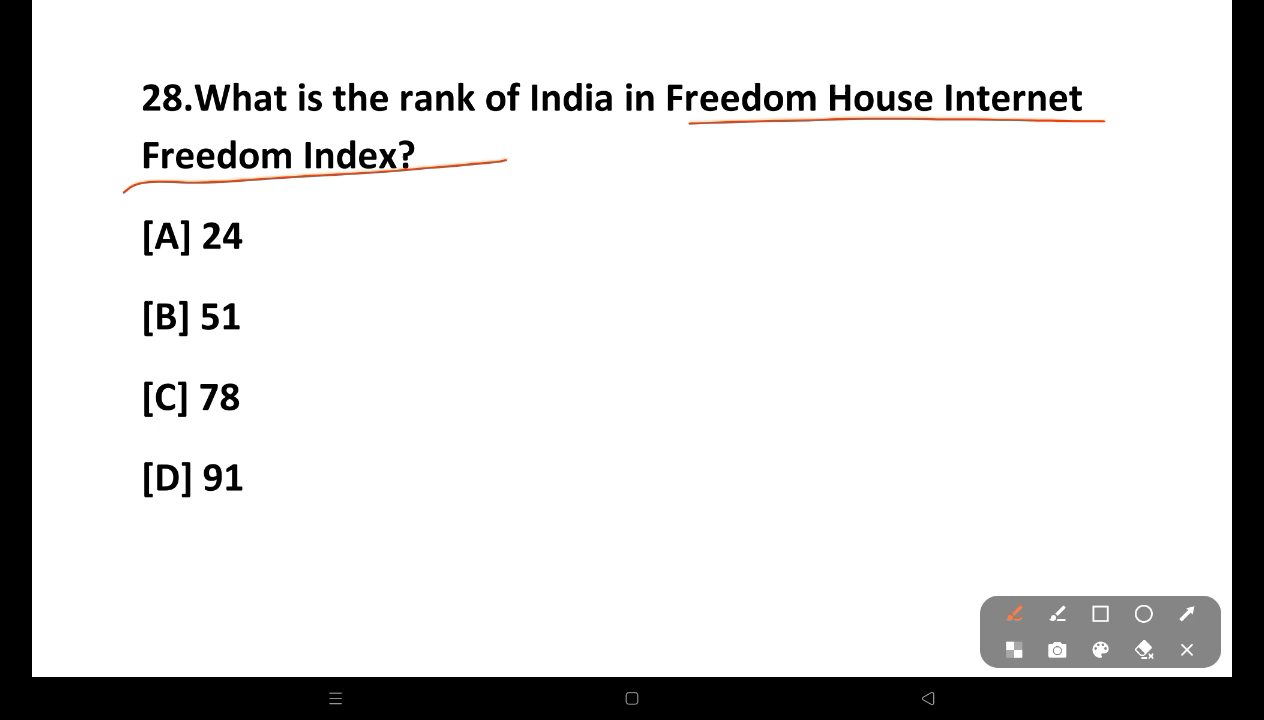 28.What is the rank of India in Freedom House Internet
Freedom Index?
[A] 24
[B] 51
[C] 78
[D] 91